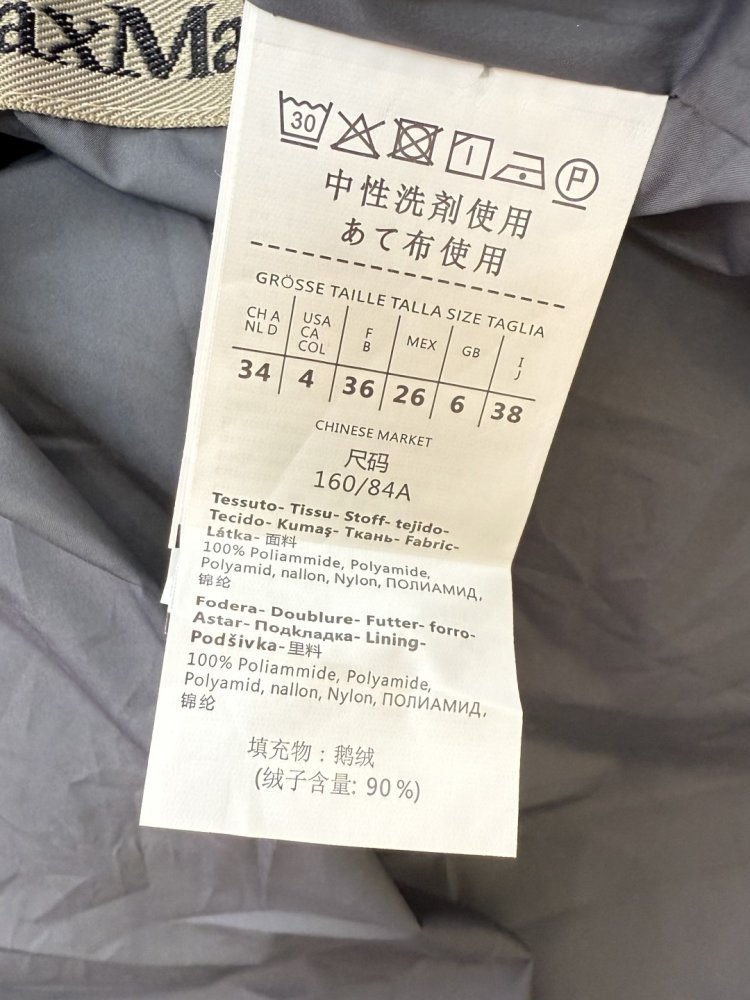 axMa
30 P
中性洗剤使用
あて布使用
GRÖSSE TAILLE TALLA SIZE TAGLIA
CH A NL D USA CA COL F B MEX GB I J
34 4 36 26 6 38
CHINESE MARKET
尺码
160/84A
Tessuto- Tissu- Stoff- tejido-
Tecido- Kumaş- Ткань- Fabric-
Látka- 面料
100% Poliammide, Polyamide,
Polyamid, nallon, Nylon, ПОЛИАМИД,
锦纶
Fodera- Doublure- Futter- forro-
Astar- Подкладка- Lining-
Podšivka- 里料
100% Poliammide, Polyamide,
Polyamid, nallon, Nylon, ПОЛИАМИД,
锦纶
填充物：鹅绒
(绒子含量: 90%)